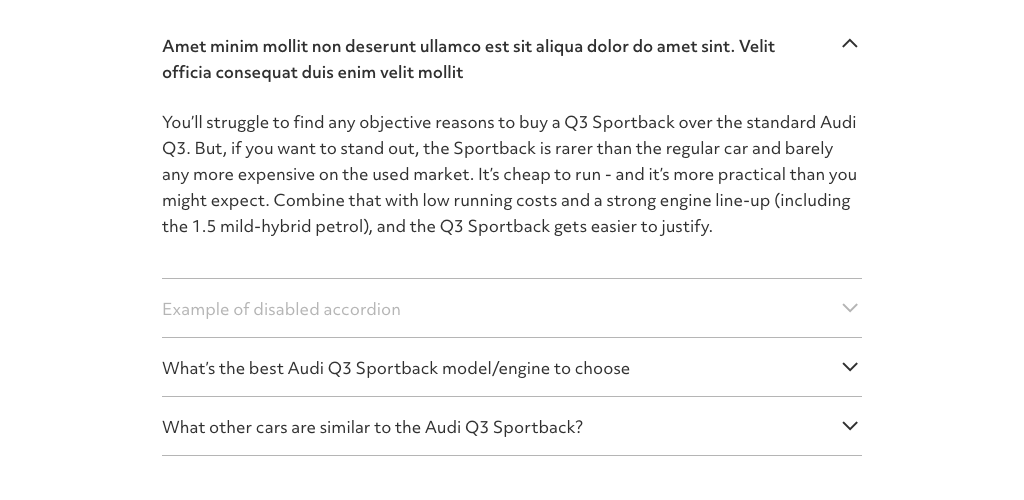 Amet minim mollit non deserunt ullamco est sit aliqua dolor do amet sint. Velit
officia consequat duis enim velit mollit
You’ll struggle to find any objective reasons to buy a Q3 Sportback over the standard Audi
Q3. But, if you want to stand out, the Sportback is rarer than the regular car and barely
any more expensive on the used market. It’s cheap to run - and it’s more practical than you
might expect. Combine that with low running costs and a strong engine line-up (including
the 1.5 mild-hybrid petrol), and the Q3 Sportback gets easier to justify.
Example of disabled accordion
What’s the best Audi Q3 Sportback model/engine to choose
What other cars are similar to the Audi Q3 Sportback?